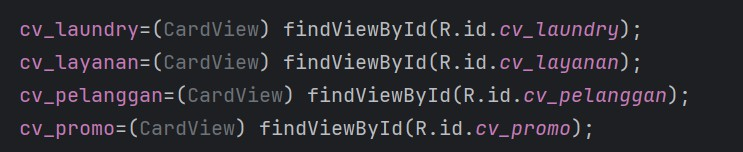 cv_laundry=(CardView) findViewById(R.id.cv_laundry);
cv_layanan=(CardView) findViewById(R.id.cv_layanan);
cv_pelanggan=(CardView) findViewById(R.id.cv_pelanggan);
cv_promo=(CardView) findViewById(R.id.cv_promo);